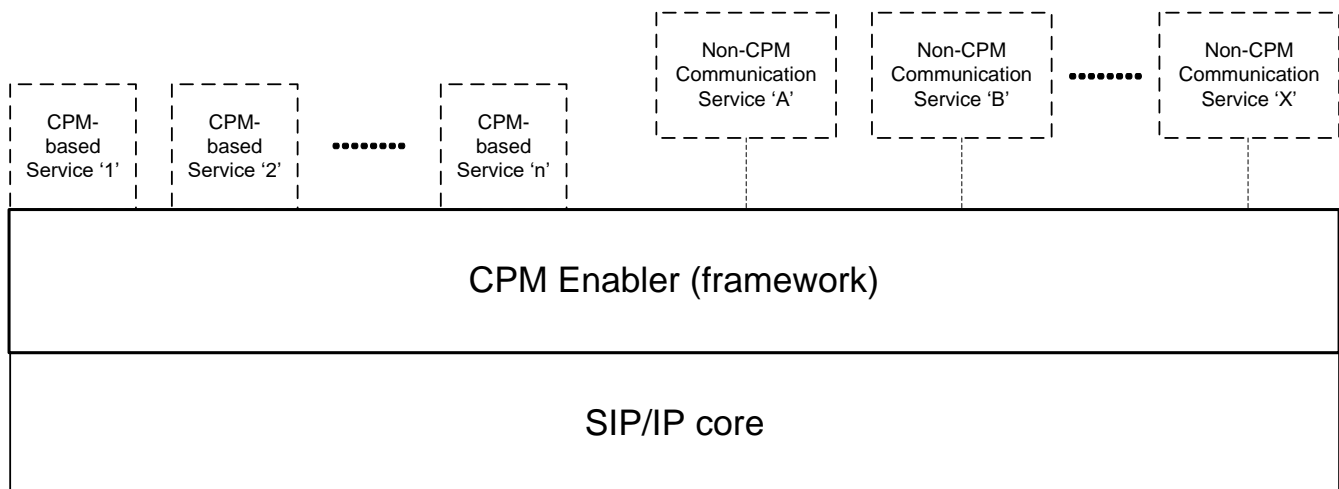 Non-CPM
Communication
Service ‘A’
Non-CPM
Communication
Service ‘B’
Non-CPM
Communication
Service ‘X’
CPM-
based
Service ‘1’
CPM-
based
Service ‘2’
CPM-
based
Service ‘n’
CPM Enabler (framework)
SIP/IP core